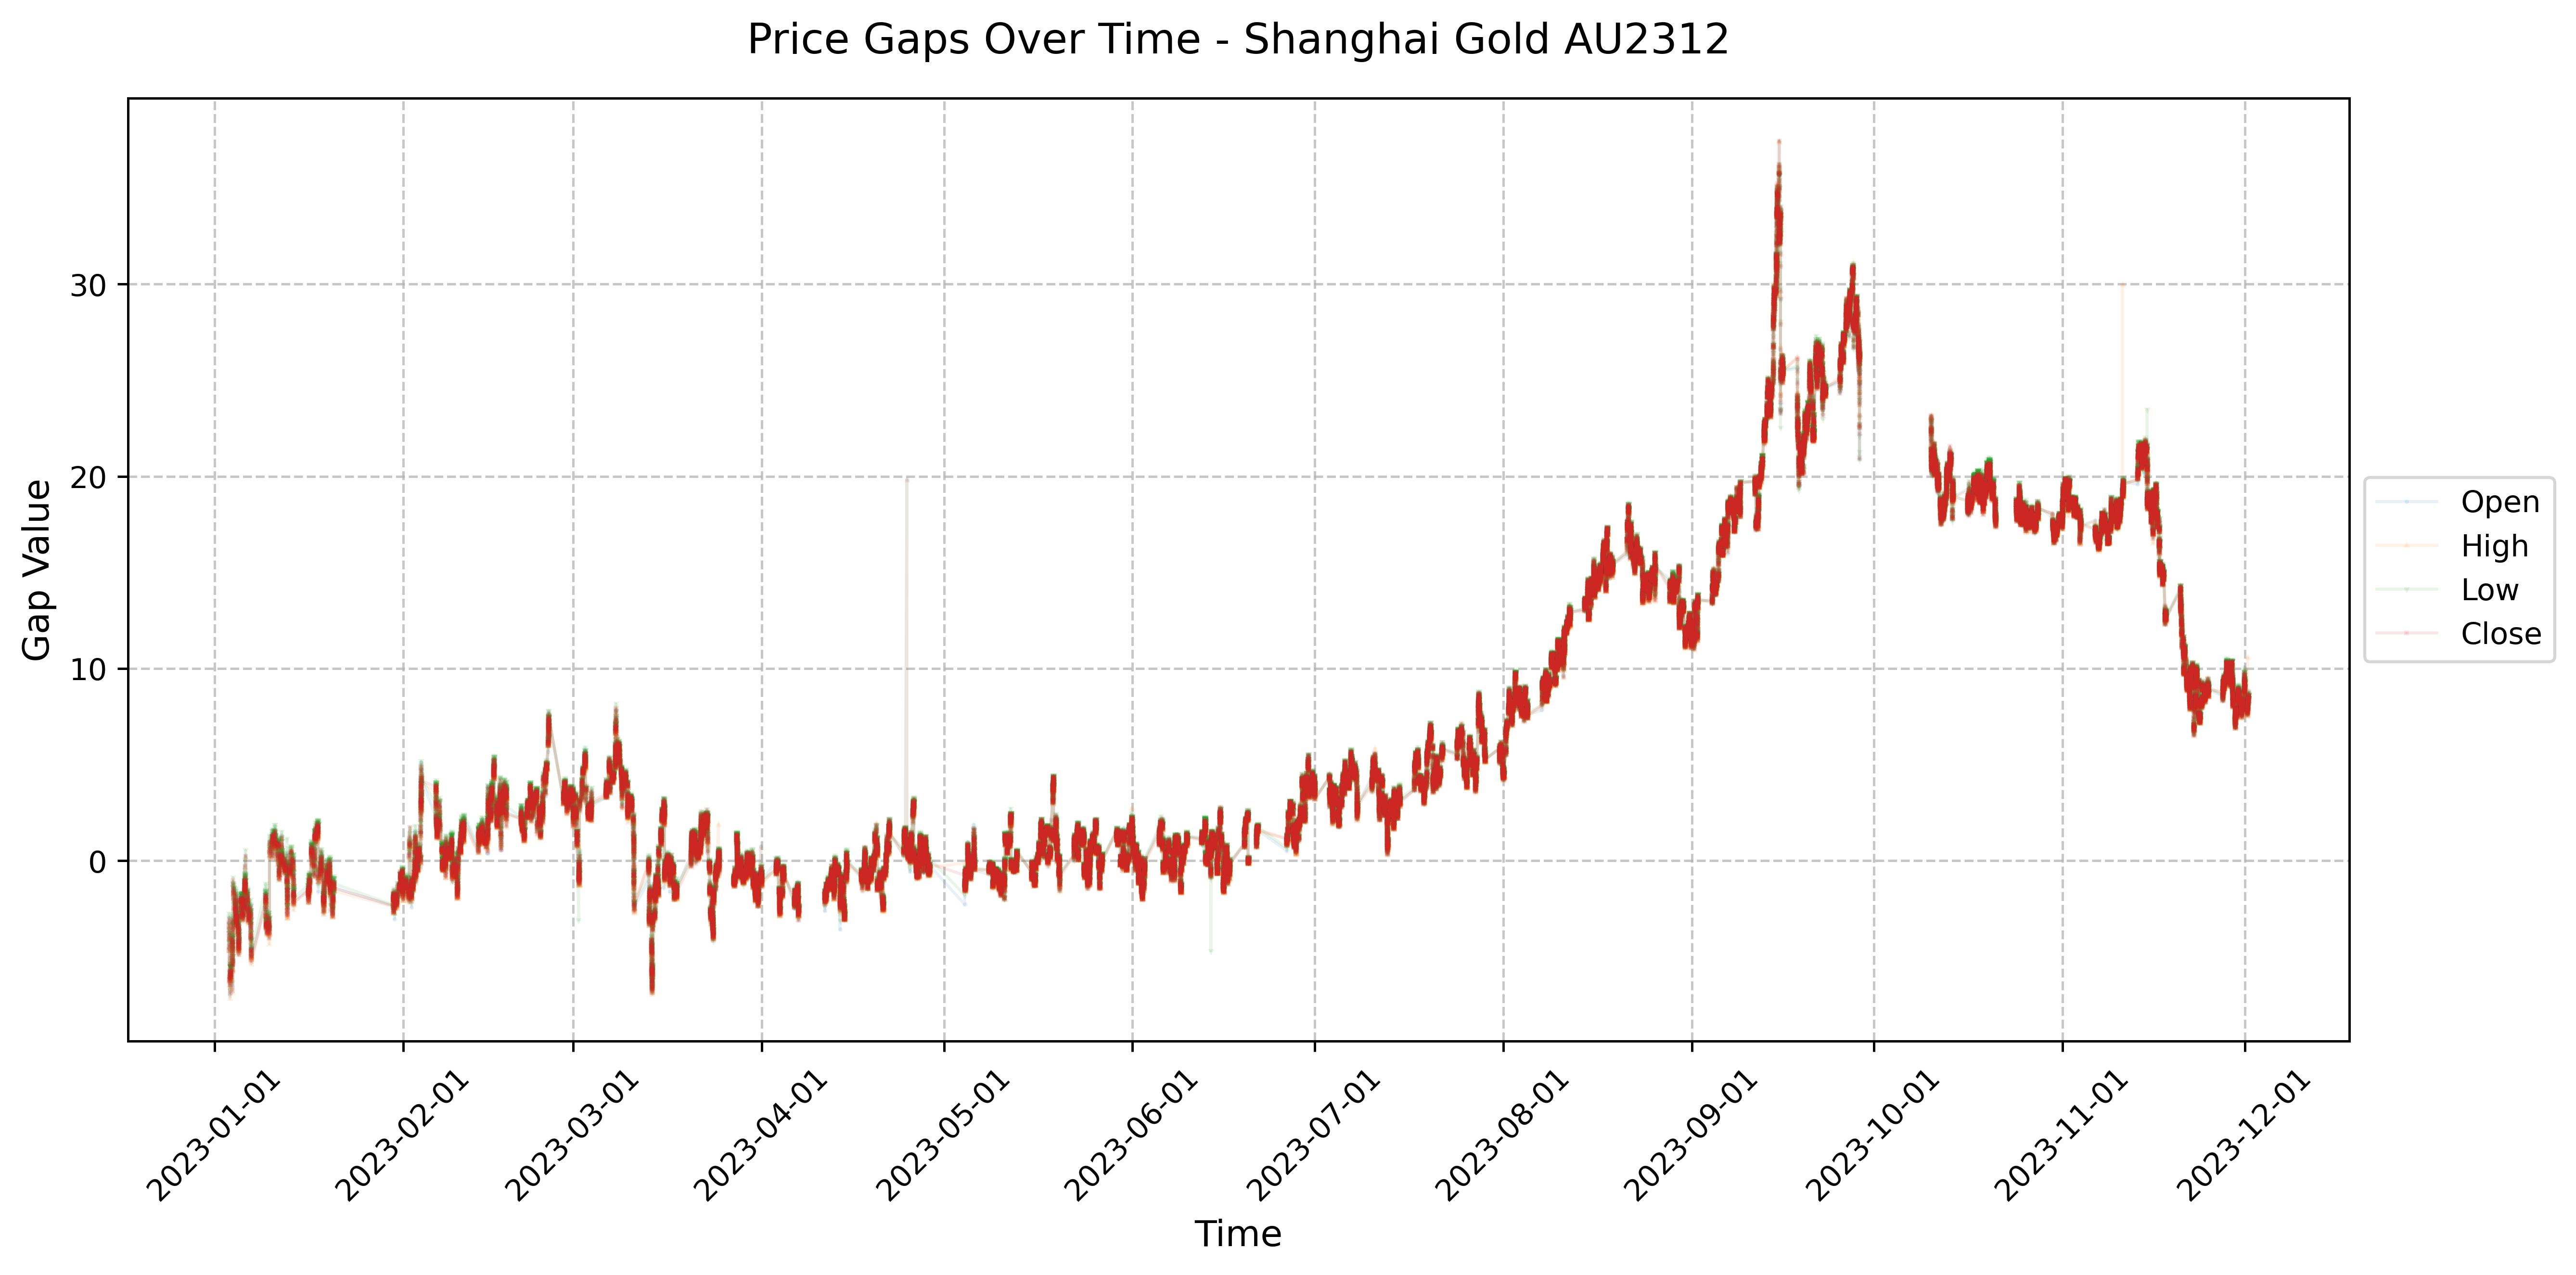 Price Gaps Over Time - Shanghai Gold AU2312
Gap Value
30
20
10
0
2023-01-01
2023-02-01
2023-03-01
2023-04-01
2023-05-01
2023-06-01
2023-07-01
2023-08-01
2023-09-01
2023-10-01
2023-11-01
2023-12-01
Time
Open
High
Low
Close